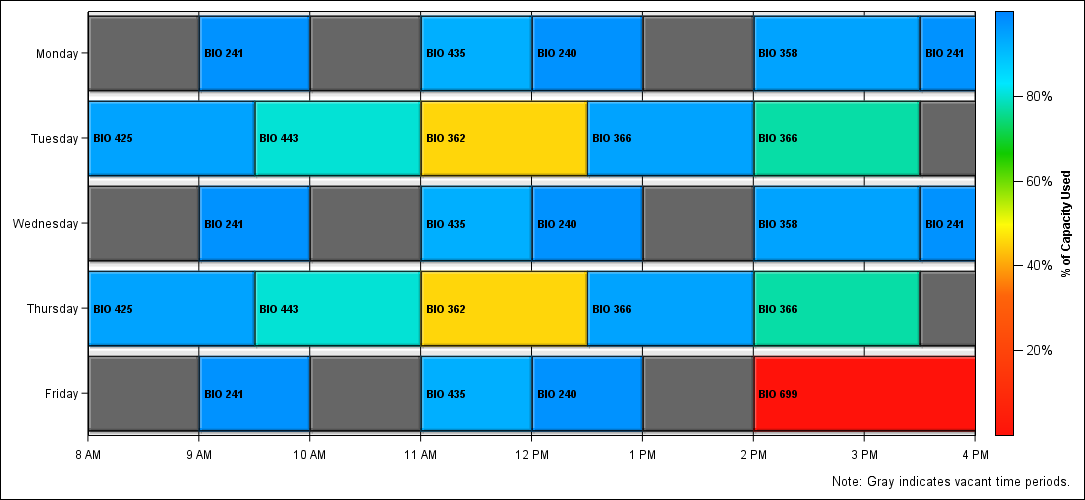 Monday
BIO 241
BIO 435
BIO 240
BIO 358
BIO 241
Tuesday
BIO 425
BIO 443
BIO 362
BIO 366
BIO 366
Wednesday
BIO 241
BIO 435
BIO 240
BIO 358
BIO 241
Thursday
BIO 425
BIO 443
BIO 362
BIO 366
BIO 366
Friday
BIO 241
BIO 435
BIO 240
BIO 699
8 AM
9 AM
10 AM
11 AM
12 PM
1 PM
2 PM
3 PM
4 PM
80%
60%
40%
20%
% of Capacity Used
Note: Gray indicates vacant time periods.